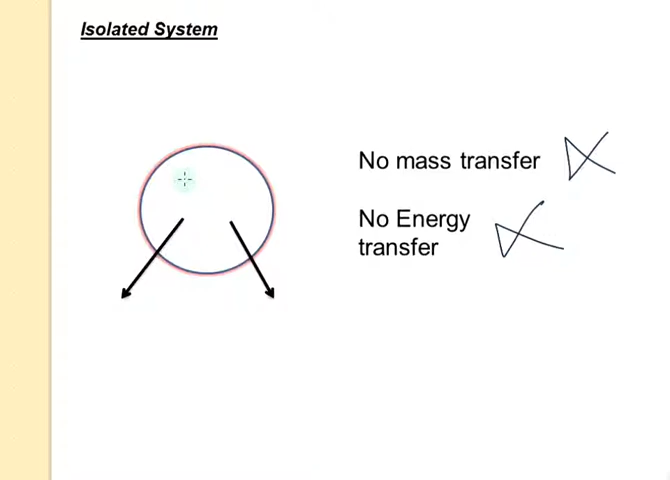 Isolated System
No mass transfer
No Energy
transfer